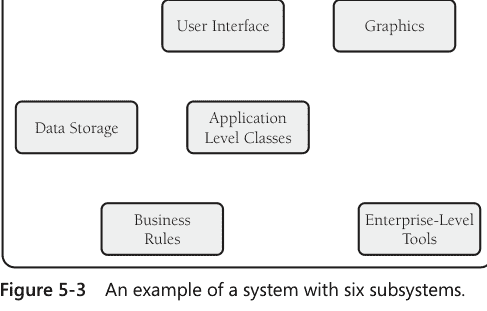 User Interface
Graphics
Data Storage
Application
Level Classes
Business
Rules
Enterprise-Level
Tools
Figure 5-3 An example of a system with six subsystems.